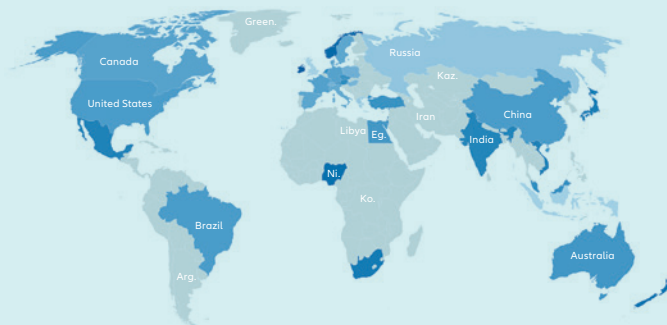 Green.
Canada
Russia
Kaz.
United States
China
Libya
Eg.
Iran
India
Ni.
Ko.
Brazil
Australia
Arg.